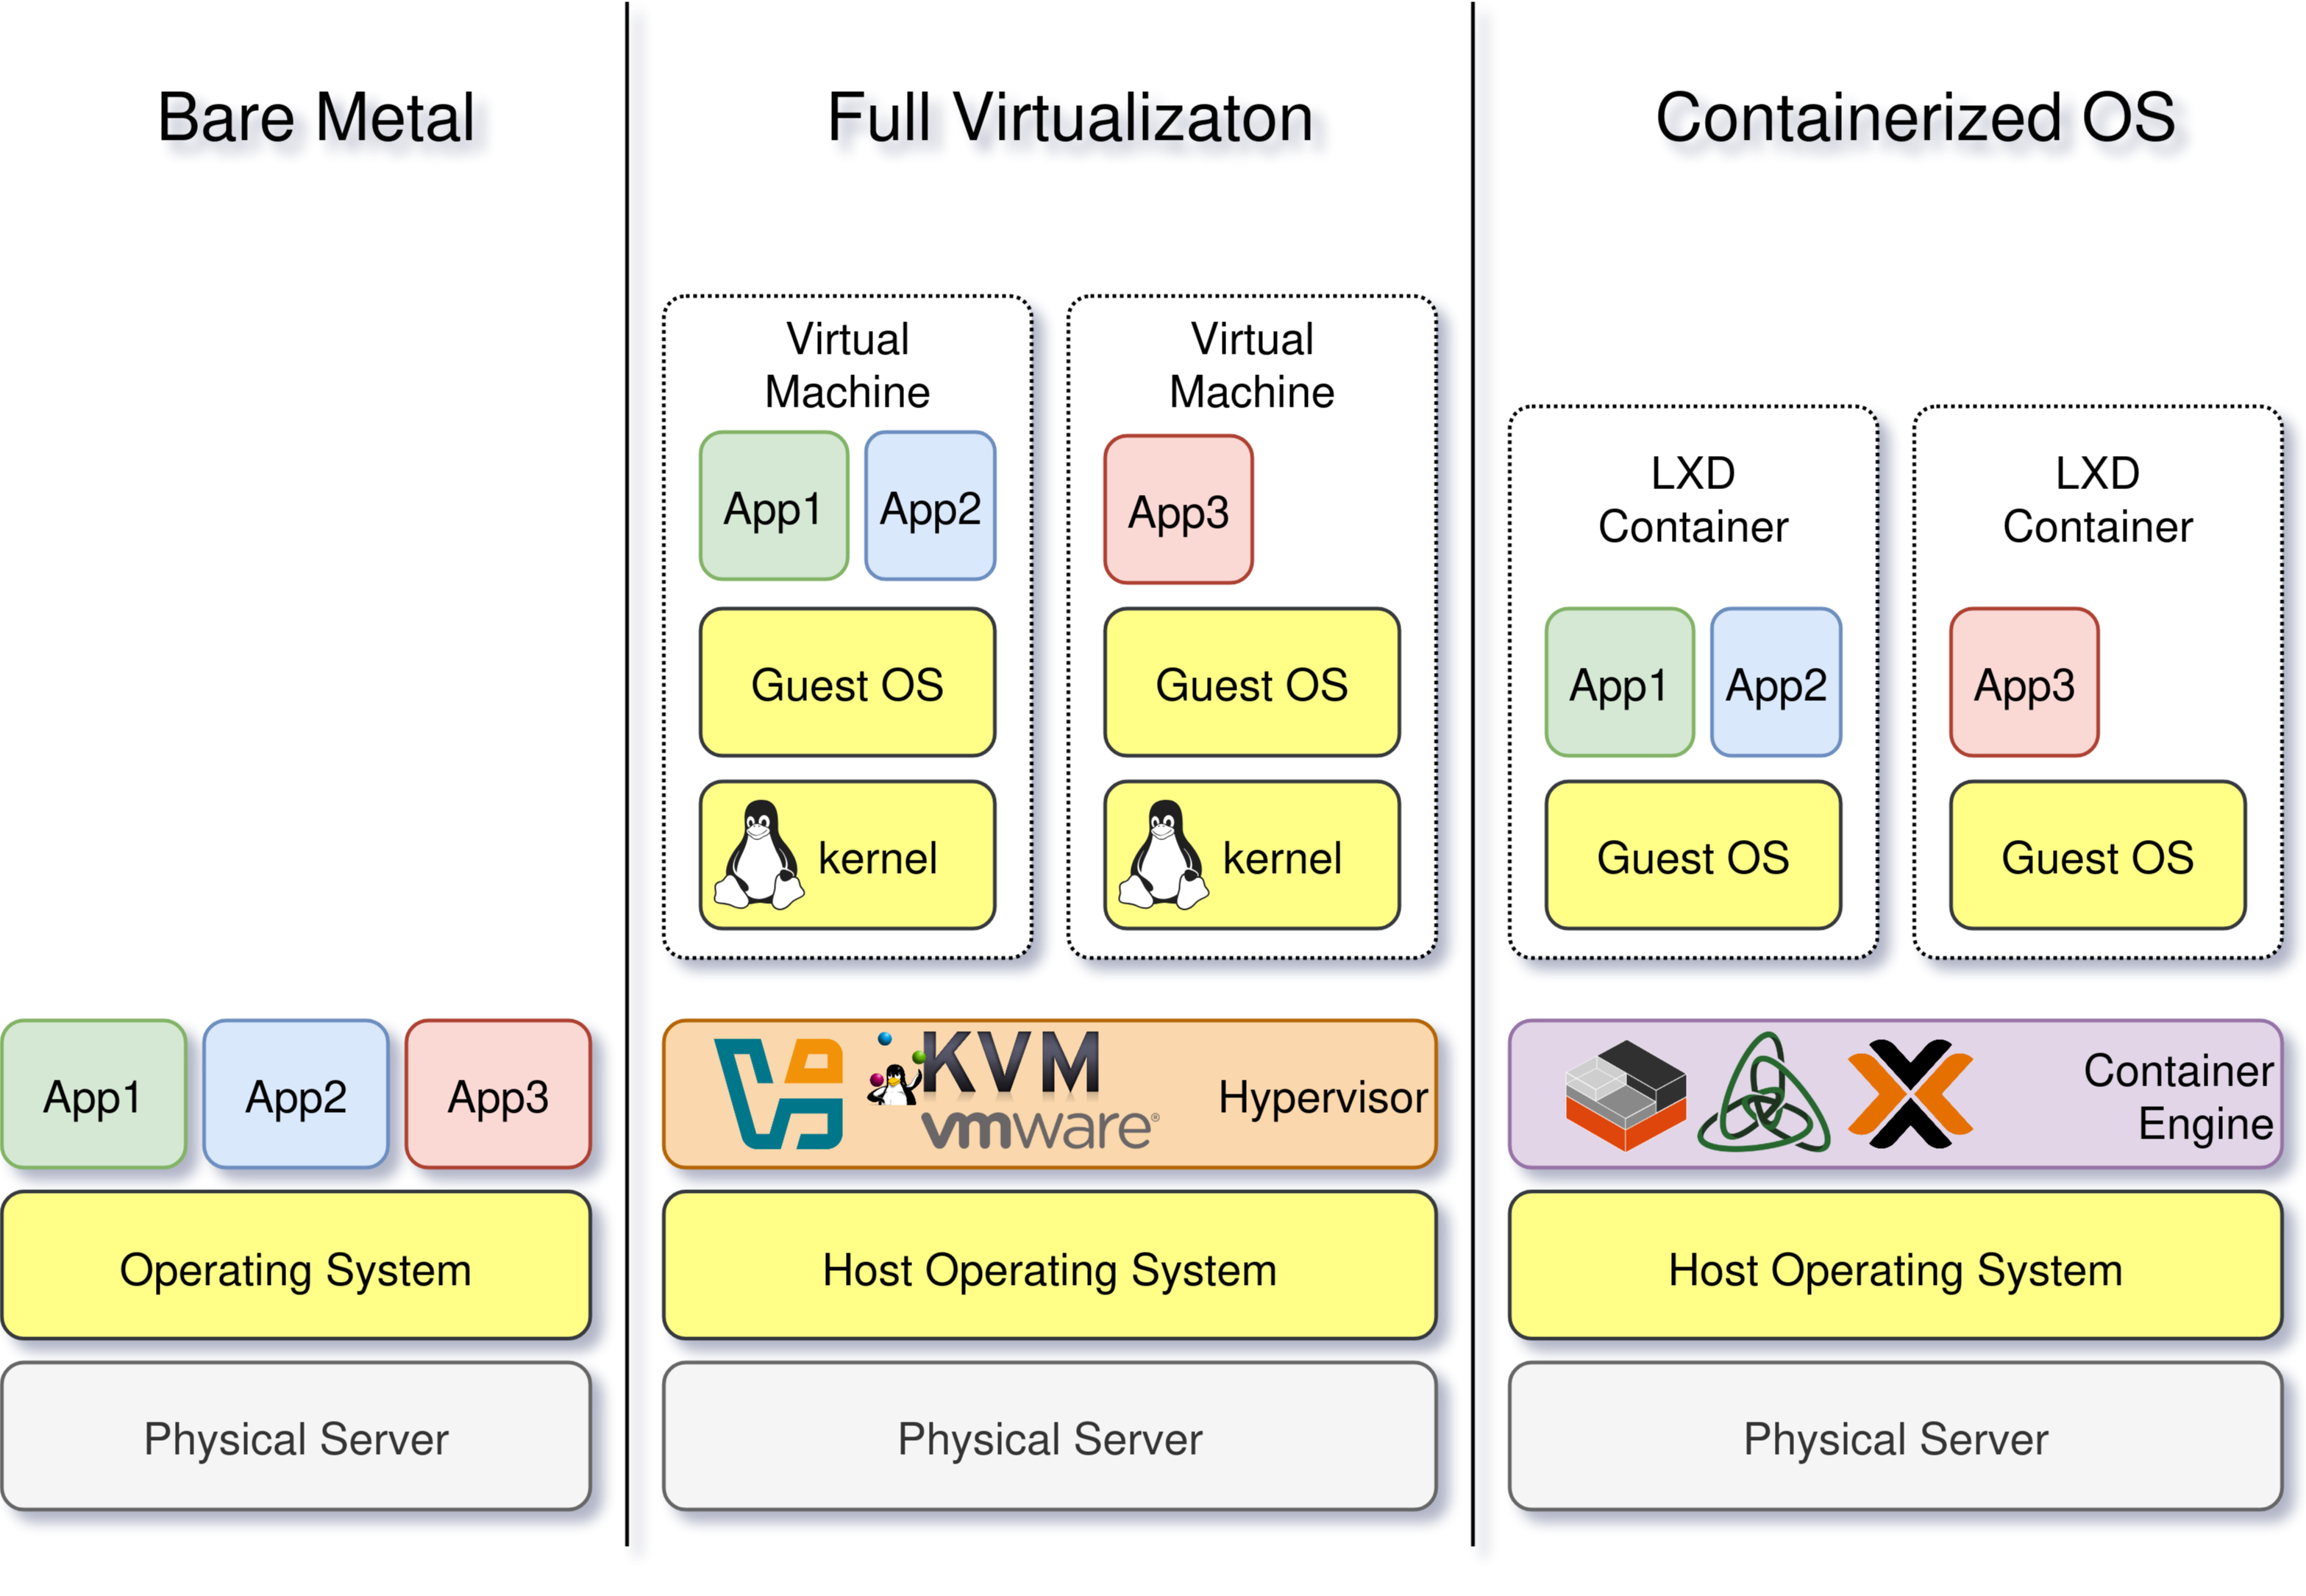 Bare Metal
App1
App2
App3
Operating System
Physical Server
Full Virtualizaton
Virtual
Machine
App1
App2
Guest OS
kernel
Virtual
Machine
App3
Guest OS
kernel
KVM
vmware®
Hypervisor
Host Operating System
Physical Server
Containerized OS
LXD
Container
App1
App2
Guest OS
LXD
Container
App3
Guest OS
Container
Engine
Host Operating System
Physical Server